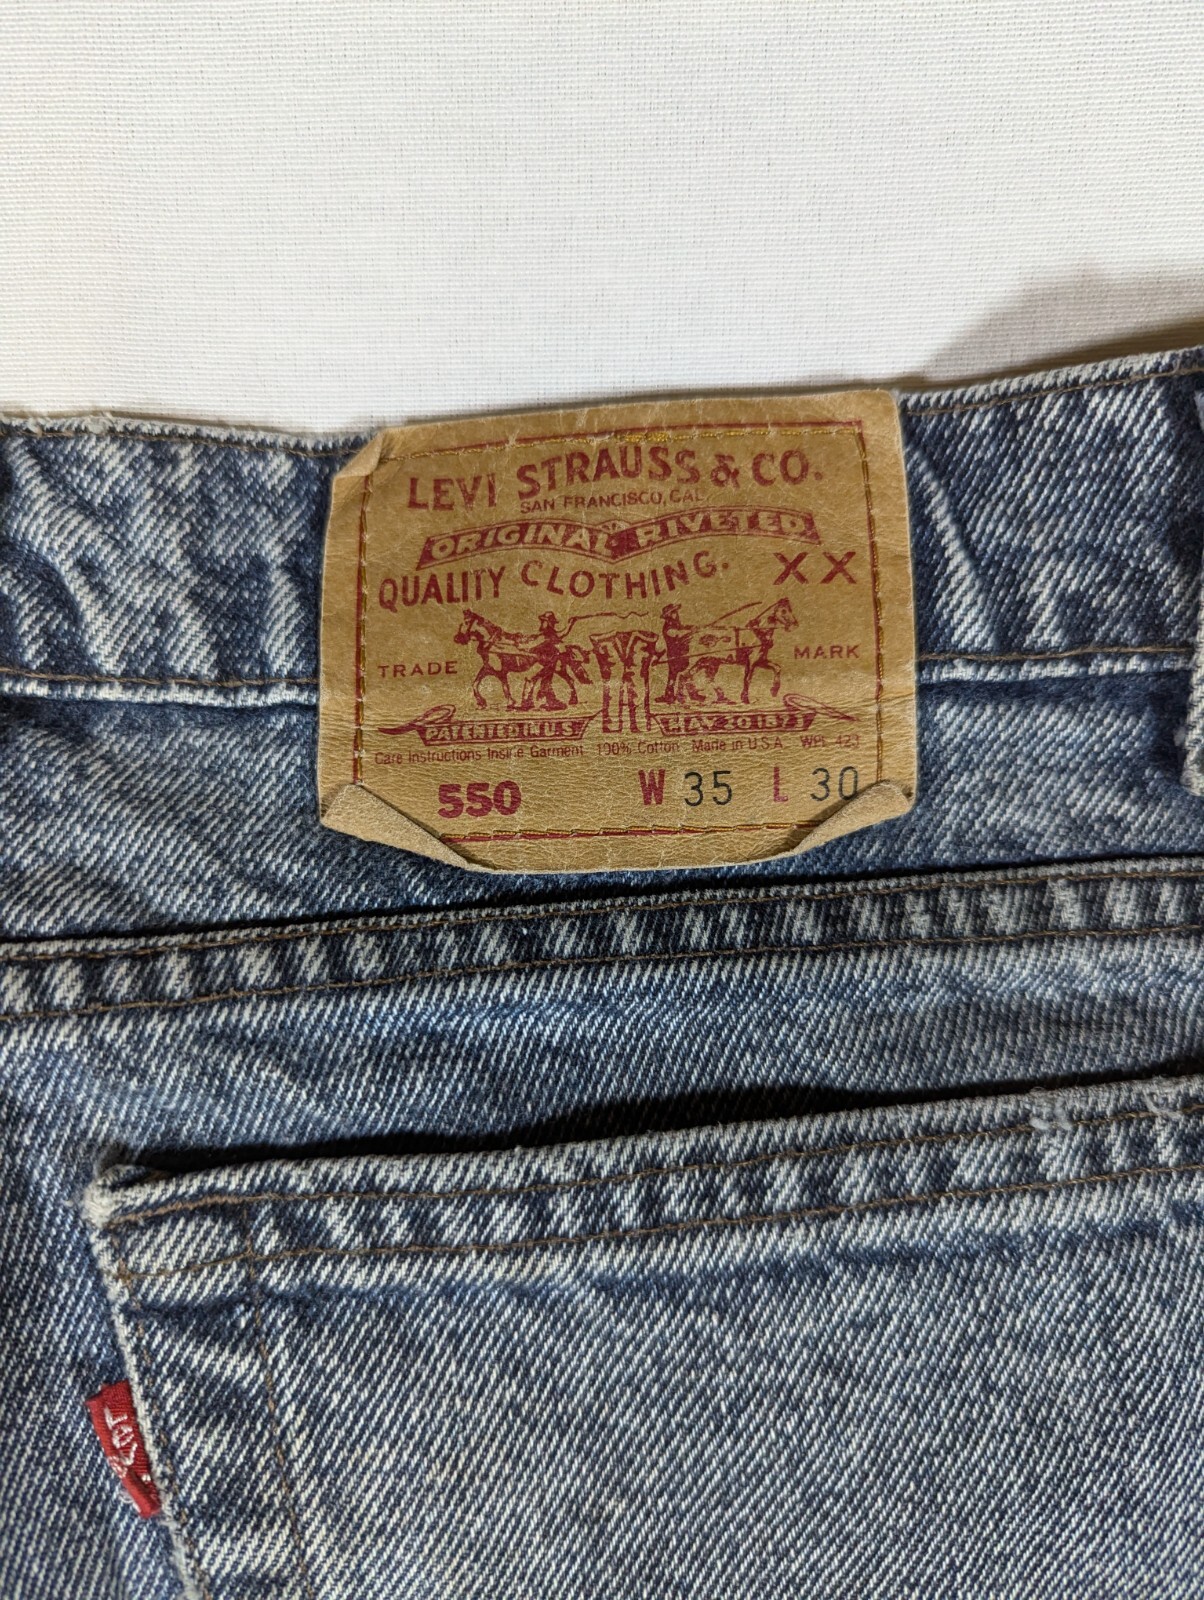 LEVI STRAUSS & CO.
SAN FRANCISCO, CAL.
ORIGINAL RIVETED
QUALITY CLOTHING. XX
TRADE MARK
PATENTED IN U.S. MAY 20 1873
Care Instructions Inside Garment 100% Cotton Made in U.S.A. WPL 423
550 W 35 L 30